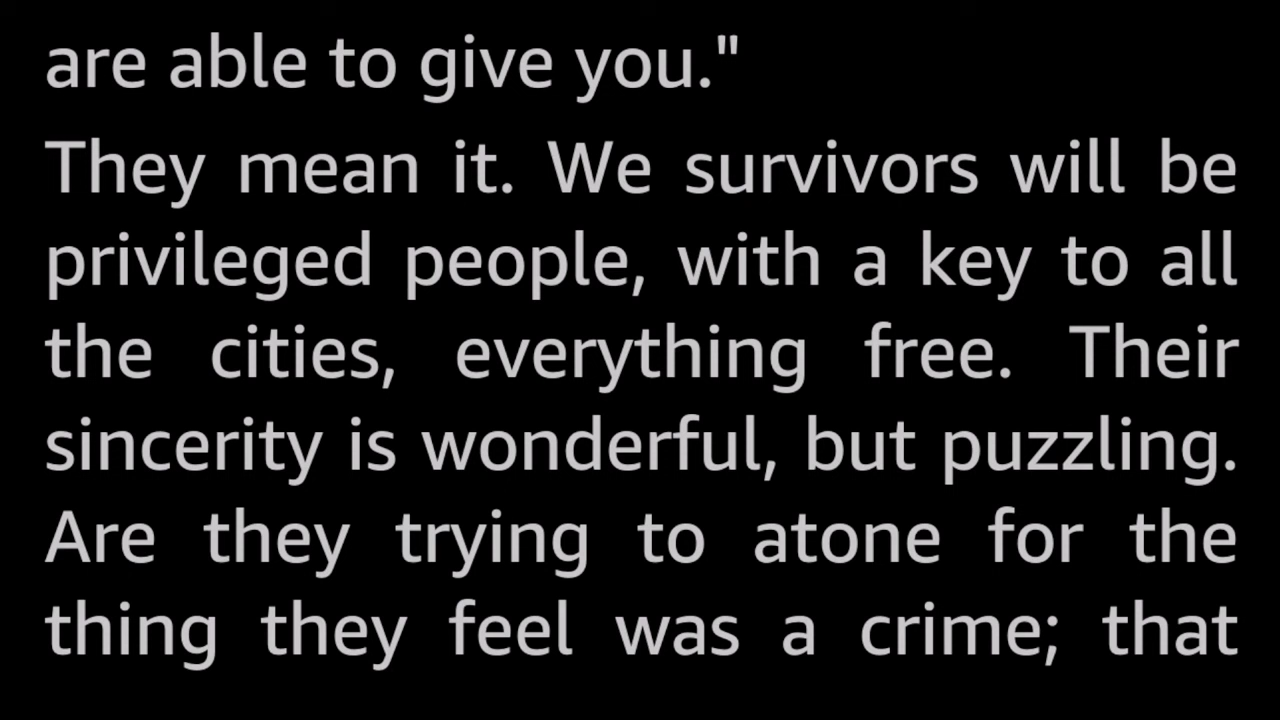 are able to give you."
They mean it. We survivors will be
privileged people, with a key to all
the cities, everything free. Their
sincerity is wonderful, but puzzling.
Are they trying to atone for the
thing they feel was a crime; that